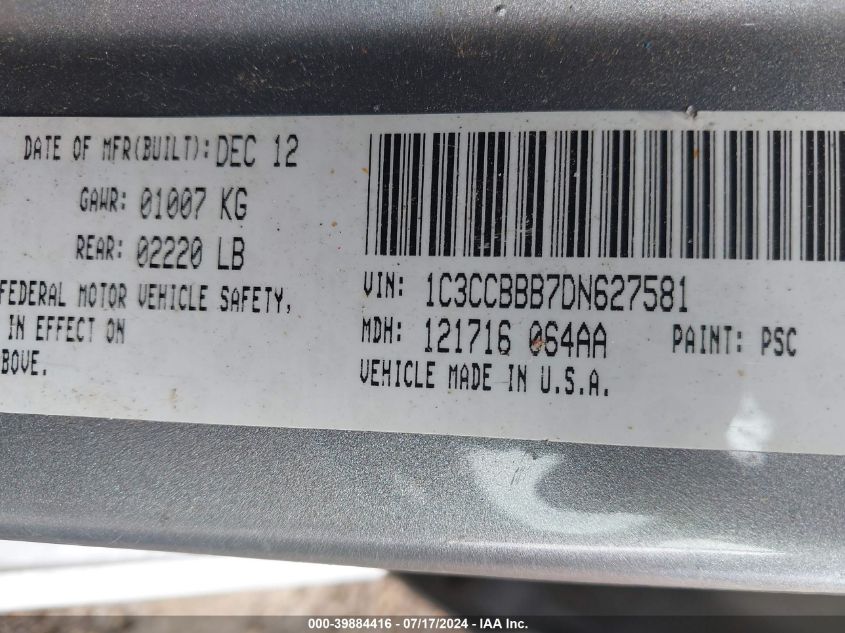 DATE OF MFR(BUILT): DEC 12
GAWR: 01007 KG
REAR: 02220 LB
FEDERAL MOTOR VEHICLE SAFETY,
IN EFFECT ON
BOVE.
VIN: 1C3CCBBB7DN627581
MDH: 121716 064AA PAINT: PSC
VEHICLE MADE IN U.S.A.
000-39884416 - 07/17/2024 - IAA Inc.